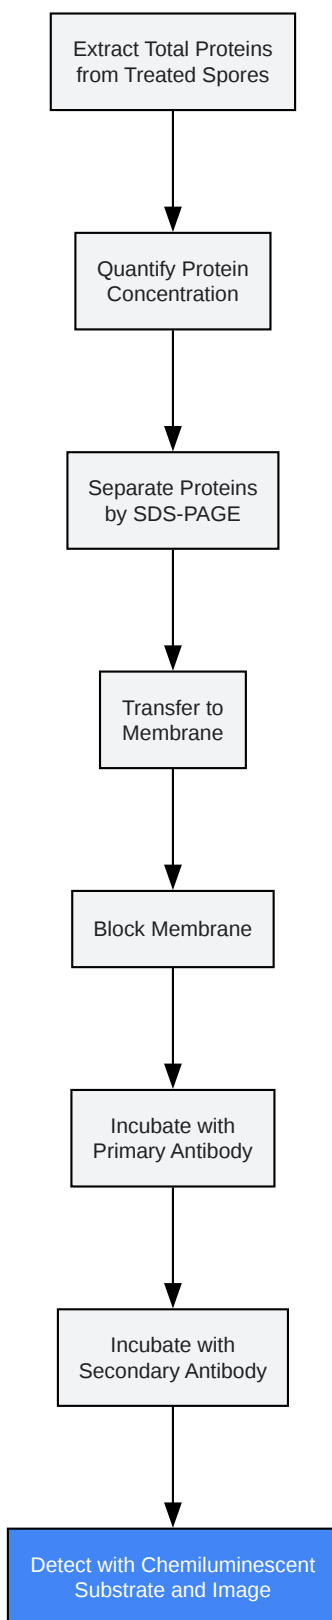 Extract Total Proteins
from Treated Spores
Quantify Protein
Concentration
Separate Proteins
by SDS-PAGE
Transfer to
Membrane
Block Membrane
Incubate with
Primary Antibody
Incubate with
Secondary Antibody
Detect with Chemiluminescent
Substrate and Image